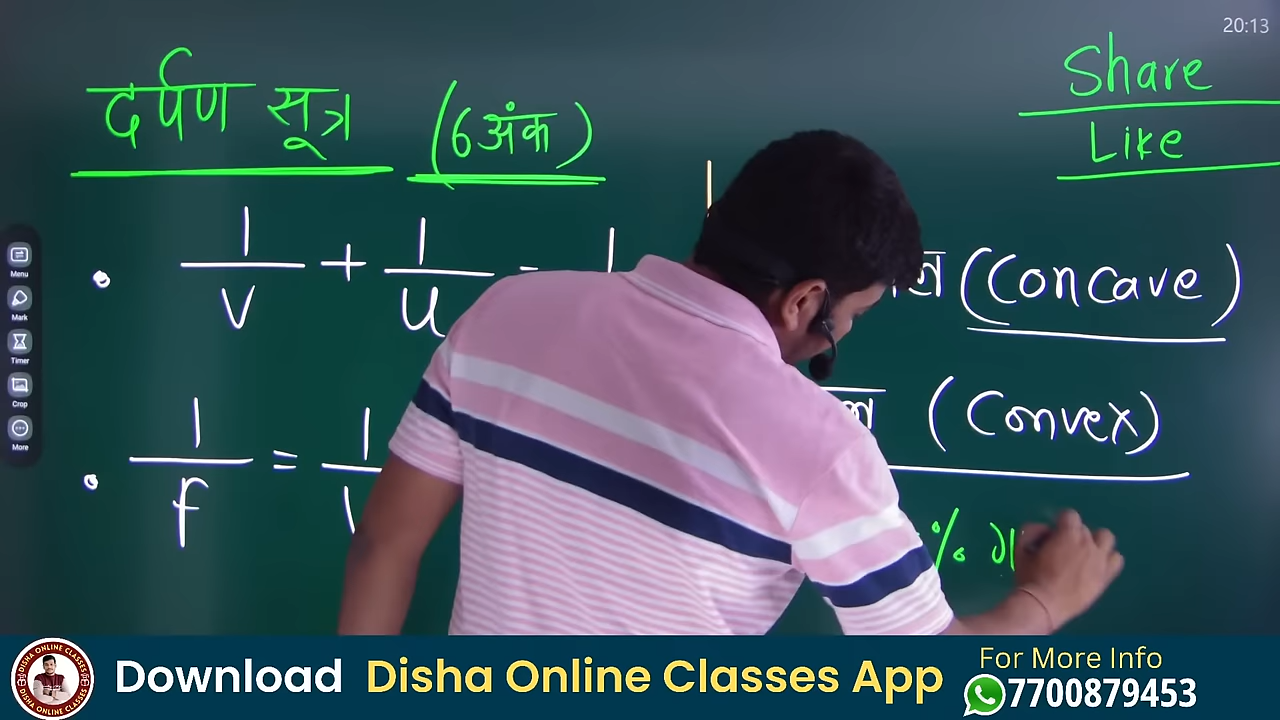 20:13
दर्पण सूत्र (6 अंक)
Share
Like
1/v + 1/u = 1
(Concave)
1/f = 1
(Convex)
%
Menu
Mark
Timer
Crop
More
DISHA ONLINE CLASSES
Download Disha Online Classes App
For More Info
7700879453